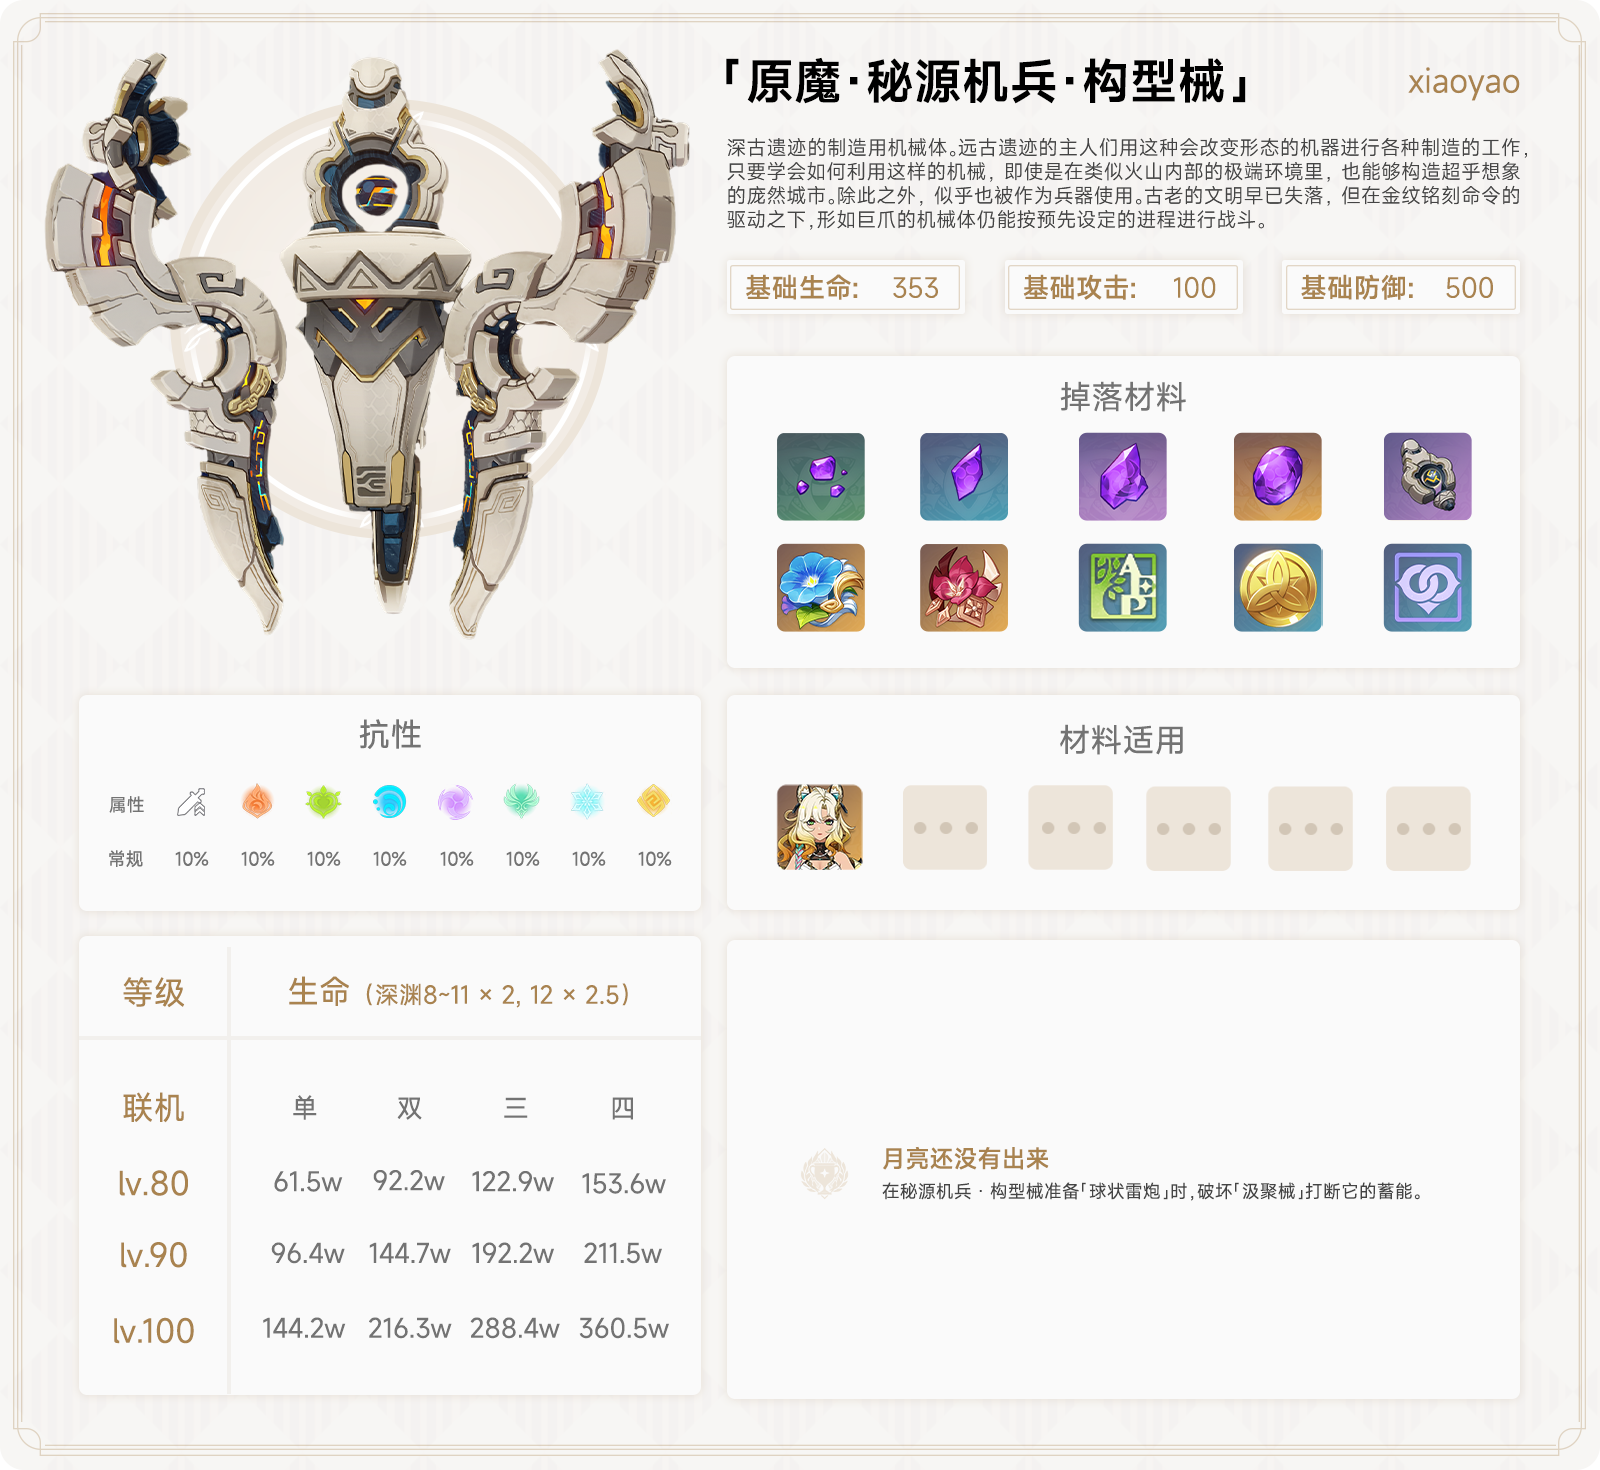 「原魔·秘源机兵·构型械」
xiaoyao
深古遗迹的制造用机械体。远古遗迹的主人们用这种会改变形态的机器进行各种制造的工作,
只要学会如何利用这样的机械, 即使是在类似火山内部的极端环境里, 也能够构造超乎想象
的庞然城市。除此之外, 似乎也被作为兵器使用。古老的文明早已失落, 但在金纹铭刻命令的
驱动之下,形如巨爪的机械体仍能按预先设定的进程进行战斗。
基础生命: 353
基础攻击: 100
基础防御: 500
掉落材料
AEP
抗性
属性
常规 10% 10% 10% 10% 10% 10% 10% 10%
材料适用
等级 生命 (深渊8~11 × 2, 12 × 2.5)
联机 单 双 三 四
lv.80 61.5w 92.2w 122.9w 153.6w
lv.90 96.4w 144.7w 192.2w 211.5w
lv.100 144.2w 216.3w 288.4w 360.5w
月亮还没有出来
在秘源机兵 · 构型械准备「球状雷炮」时,破坏「汲聚械」打断它的蓄能。